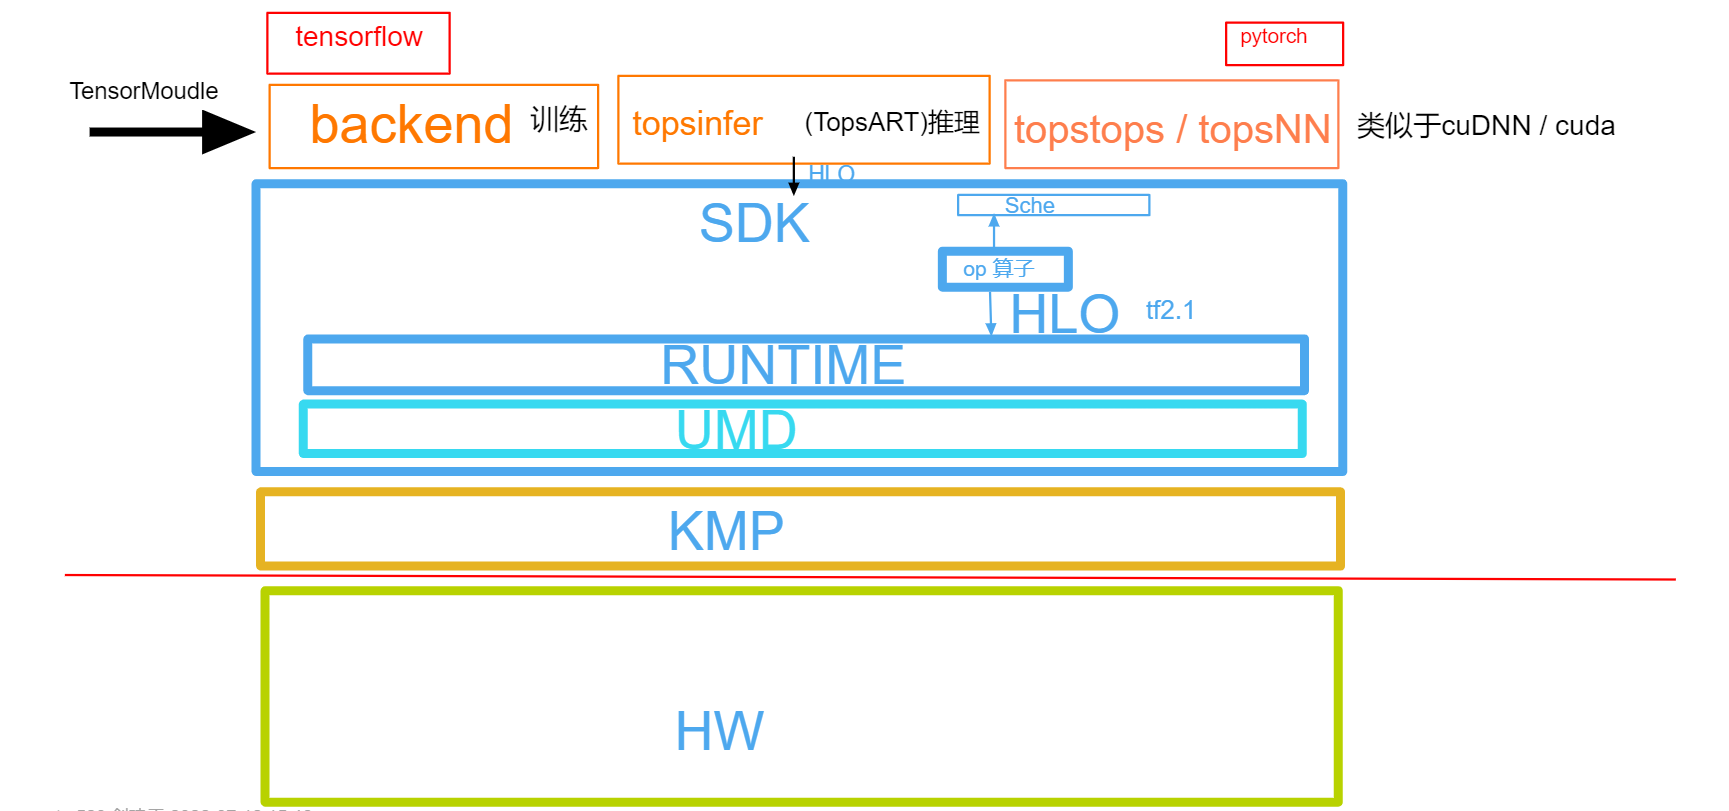 tensorflow
pytorch
TensorMoudle
backend 训练
topsinfer (TopsART)推理
topstops / topsNN
类似于cuDNN / cuda
HLO
SDK
Sche
op 算子
HLO tf2.1
RUNTIME
UMD
KMP
HW